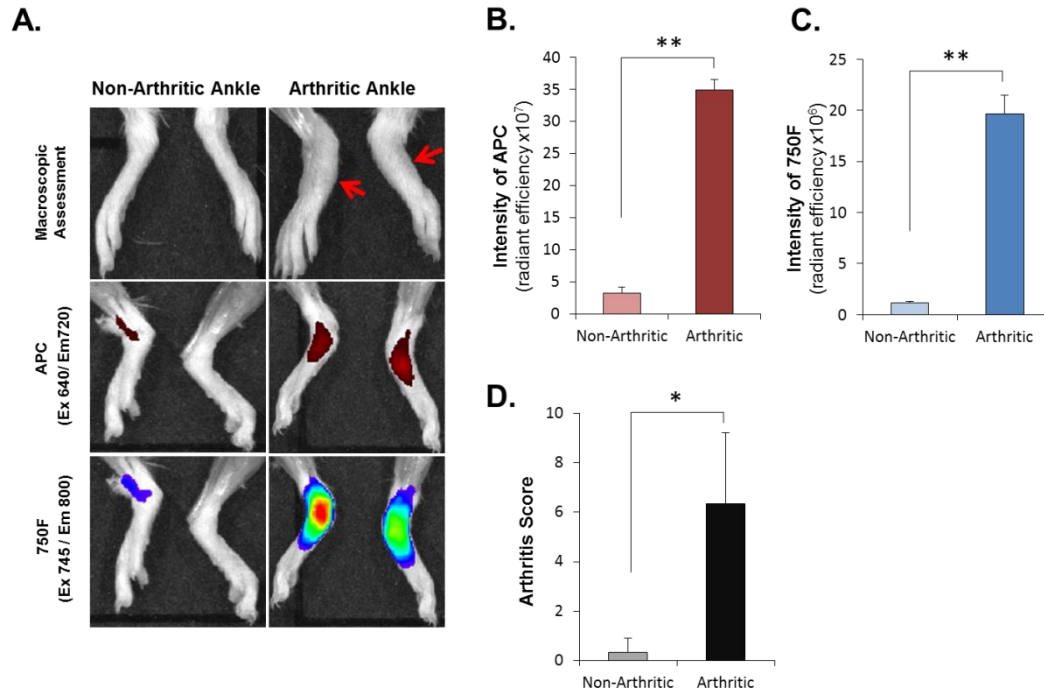 A.
Non-Arthritic Ankle
Arthritic Ankle
Macroscopic
Assessment
APC
(Ex 640/ Em720)
750F
(Ex 745 / Em 800)
B.
Intensity of APC
(radiant efficiency x10⁷)
40
35
30
25
20
15
10
5
0
**
Non-Arthritic
Arthritic
C.
Intensity of 750F
(radiant efficiency x10⁶)
25
20
15
10
5
0
**
Non-Arthritic
Arthritic
D.
Arthritis Score
10
8
6
4
2
0
*
Non-Arthritic
Arthritic